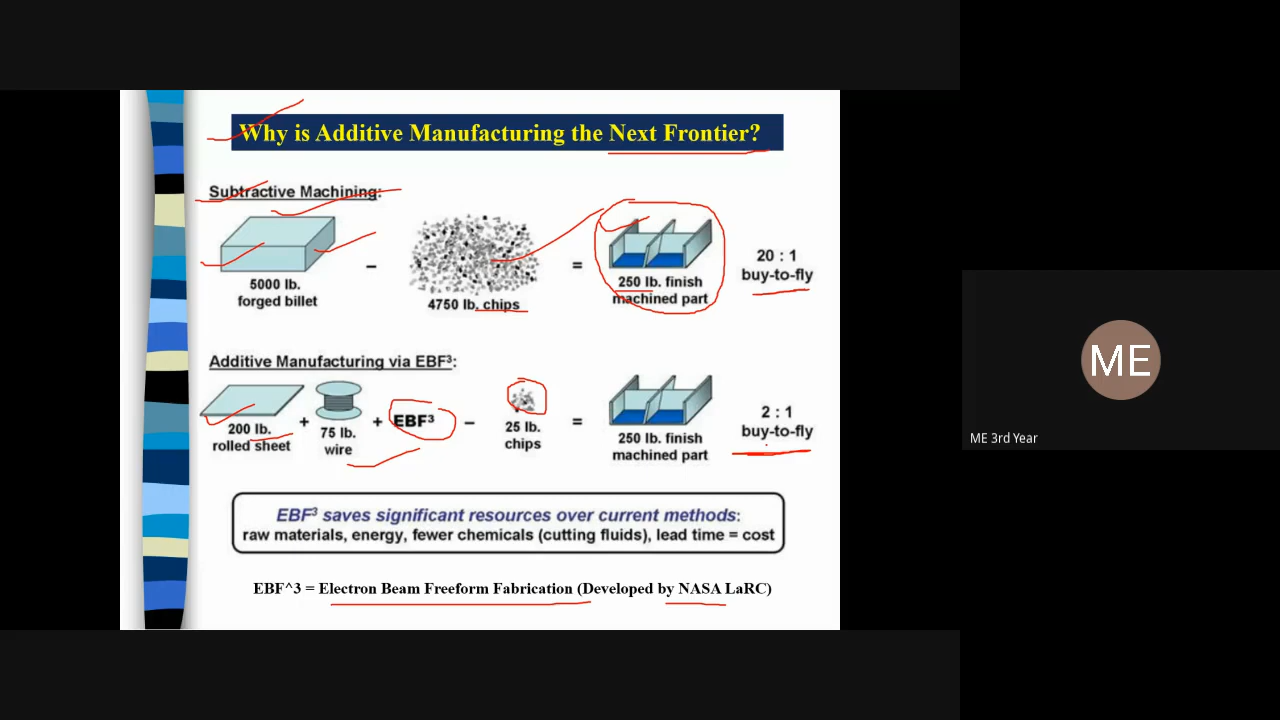 Why is Additive Manufacturing the Next Frontier?
Subtractive Machining:
5000 lb.
forged billet
–
4750 lb. chips
=
250 lb. finish
machined part
20 : 1
buy-to-fly
Additive Manufacturing via EBF³:
200 lb.
rolled sheet
+
75 lb.
wire
+ EBF³ –
25 lb.
chips
=
250 lb. finish
machined part
2 : 1
buy-to-fly
EBF³ saves significant resources over current methods:
raw materials, energy, fewer chemicals (cutting fluids), lead time = cost
EBF^3 = Electron Beam Freeform Fabrication (Developed by NASA LaRC)
ME
ME 3rd Year